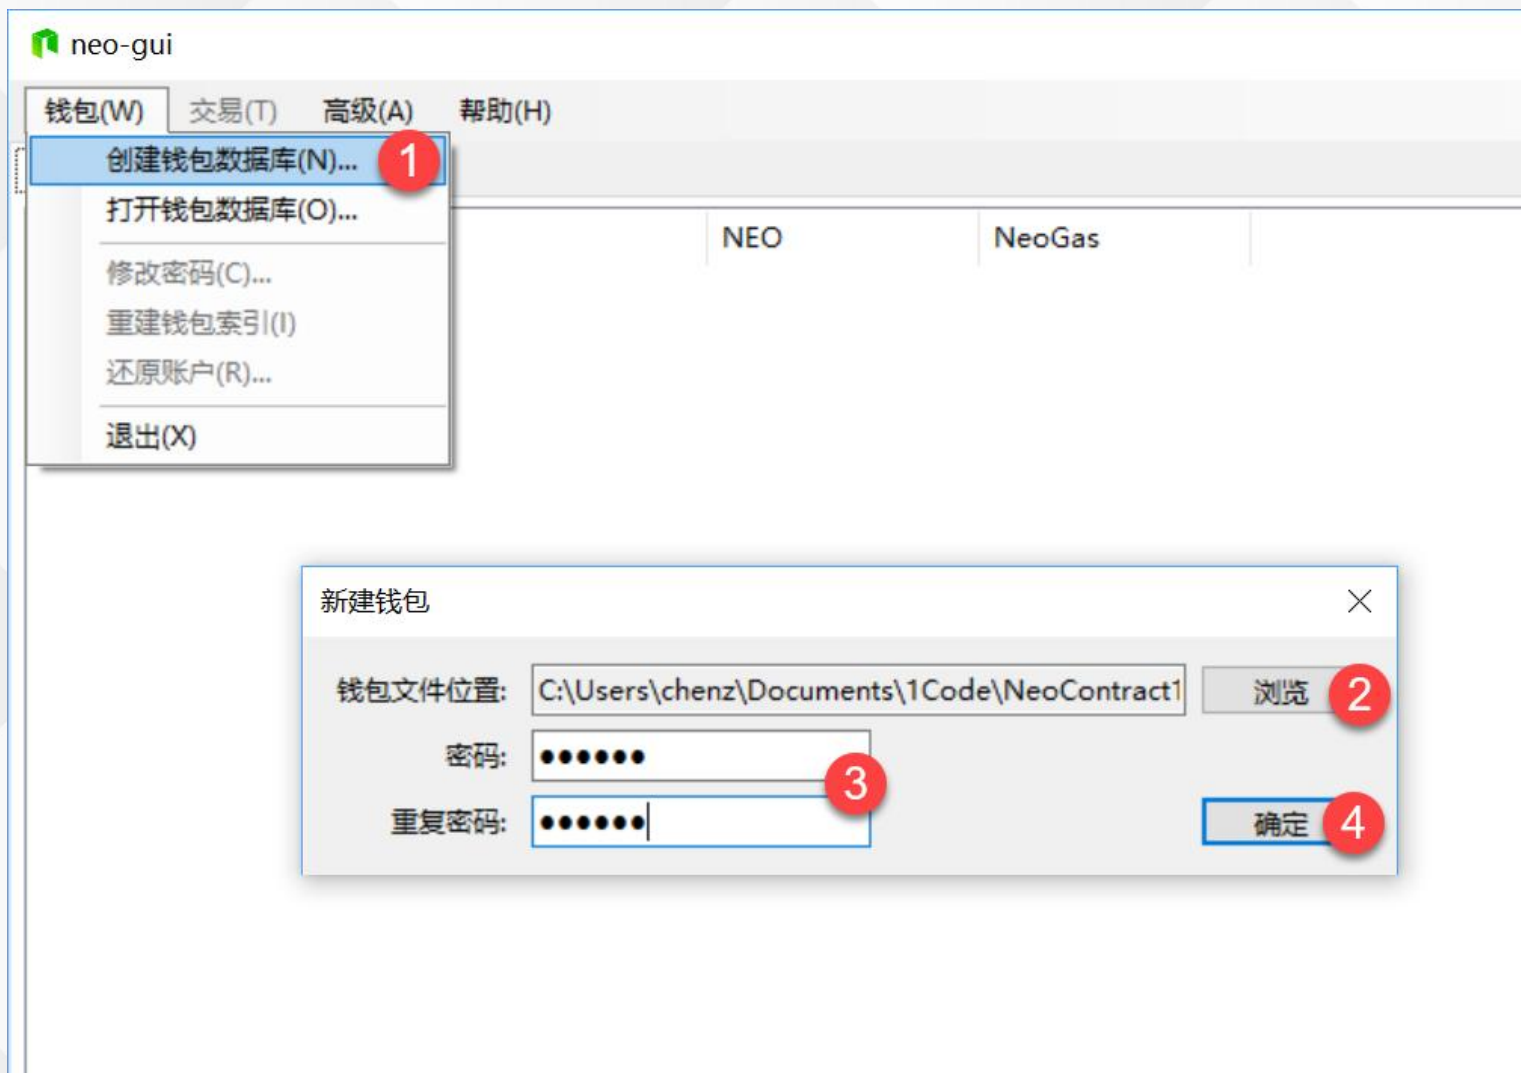 neo-gui
钱包(W) 交易(T) 高级(A) 帮助(H)
创建钱包数据库(N)... 1
打开钱包数据库(O)...
NEO NeoGas
修改密码(C)...
重建钱包索引(I)
还原账户(R)...
退出(X)
新建钱包
钱包文件位置: C:\Users\chenz\Documents\1Code\NeoContract1 浏览 2
密码: ●●●●●● 3
重复密码: ●●●●●● 确定 4